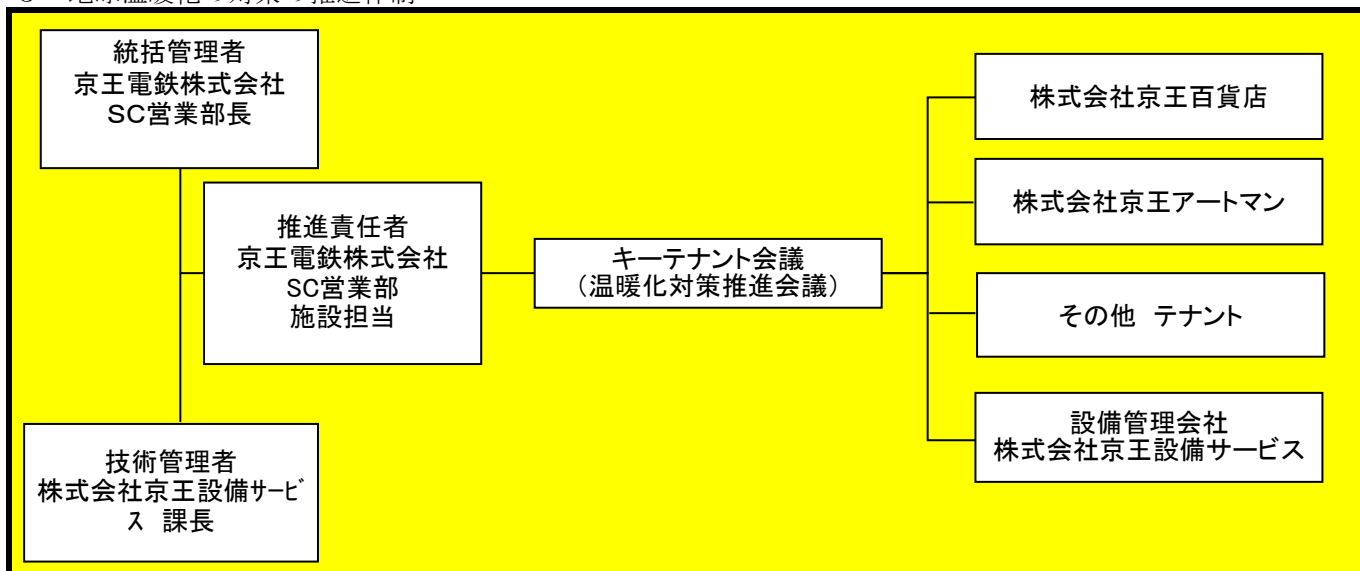 統括管理者
京王電鉄株式会社
SC営業部長
推進責任者
京王電鉄株式会社
SC営業部
施設担当
技術管理者
株式会社京王設備ｻｰﾋﾞ
ｽ 課長
キーテナント会議
（温暖化対策推進会議）
株式会社京王百貨店
株式会社京王アートマン
その他 テナント
設備管理会社
株式会社京王設備サービス